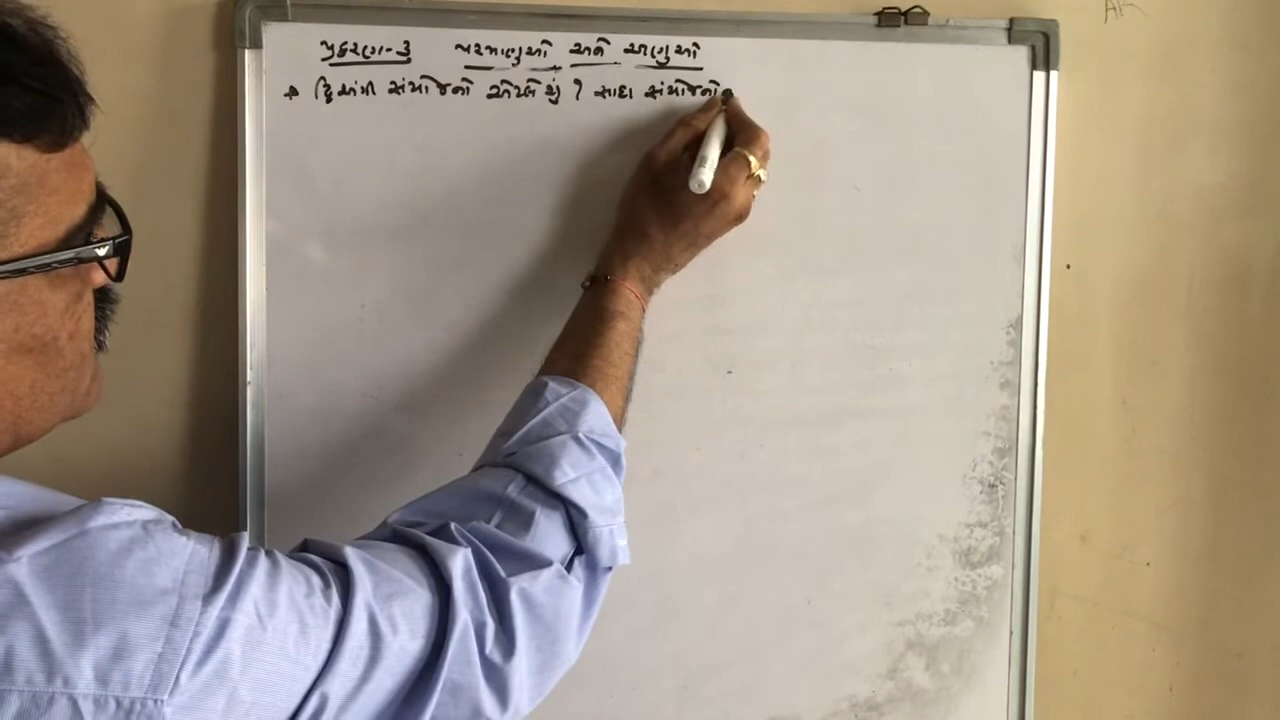 પ્રકરણ-3 પરમાણુઓ અને અણુઓ
* દ્વિઅંગી સંયોજનો એટલે શું ? સાદા સંયોજનો